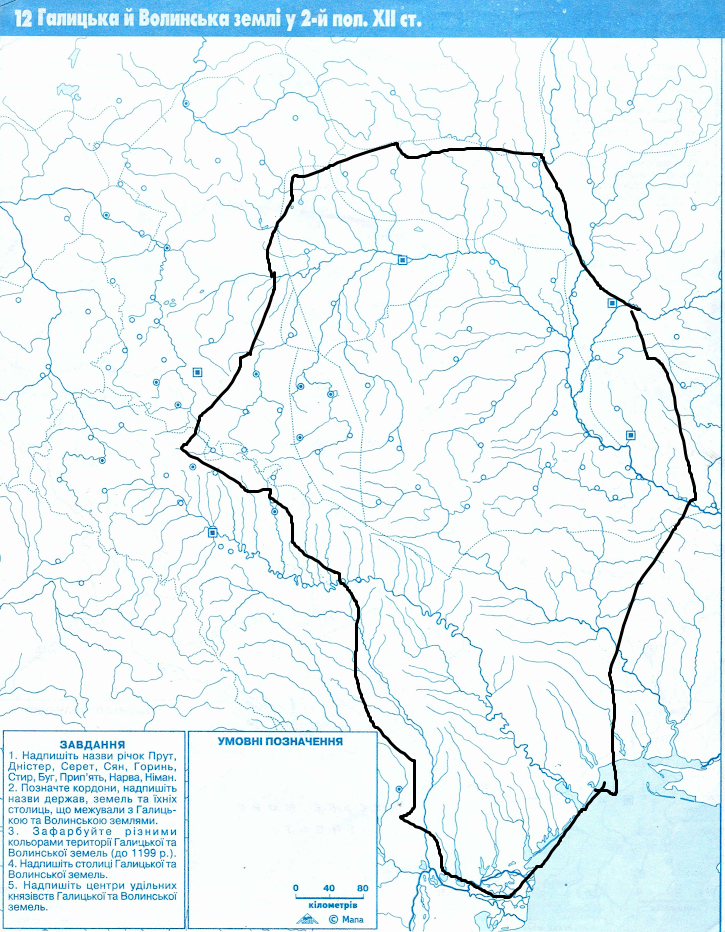 12 Галицька й Волинська землі у 2-й пол. XII ст.
ЗАВДАННЯ
1. Надпишіть назви річок Прут,
Дністер, Серет, Сян, Горинь,
Стир, Буг, Прип'ять, Нарва, Німан.
2. Позначте кордони, надпишіть
назви держав, земель та їхніх
столиць, що межували з Галиць-
кою та Волинською землями.
3. Зафарбуйте різними
кольорами території Галицької та
Волинської земель (до 1199 р.).
4. Надпишіть столиці Галицької та
Волинської земель.
5. Надпишіть центри удільних
князівств Галицької та Волинської
земель.
УМОВНІ ПОЗНАЧЕННЯ
0 40 80
кілометрів
© Мапа